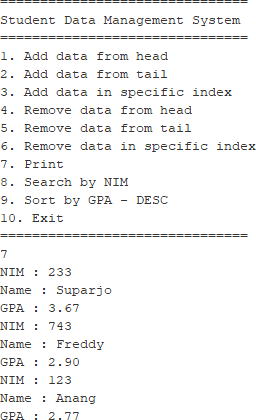 ===============================
Student Data Management System
===============================
1. Add data from head
2. Add data from tail
3. Add data in specific index
4. Remove data from head
5. Remove data from tail
6. Remove data in specific index
7. Print
8. Search by NIM
9. Sort by GPA - DESC
10. Exit
===============================
7
NIM : 233
Name : Suparjo
GPA : 3.67
NIM : 743
Name : Freddy
GPA : 2.90
NIM : 123
Name : Anang
GPA : 2.77